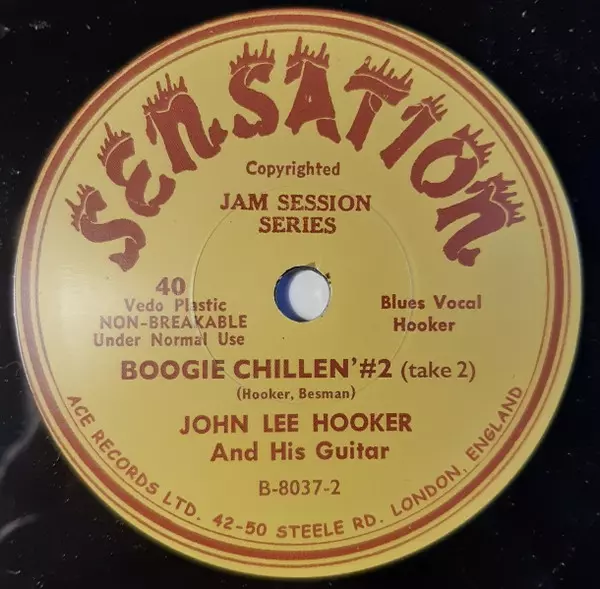 SENSATION
Copyrighted
JAM SESSION
SERIES
40
Vedo Plastic
NON-BREAKABLE
Under Normal Use
Blues Vocal
Hooker
BOOGIE CHILLEN' #2 (take 2)
(Hooker, Besman)
JOHN LEE HOOKER
And His Guitar
B-8037-2
ACE RECORDS LTD. 42-50 STEELE RD. LONDON, ENGLAND